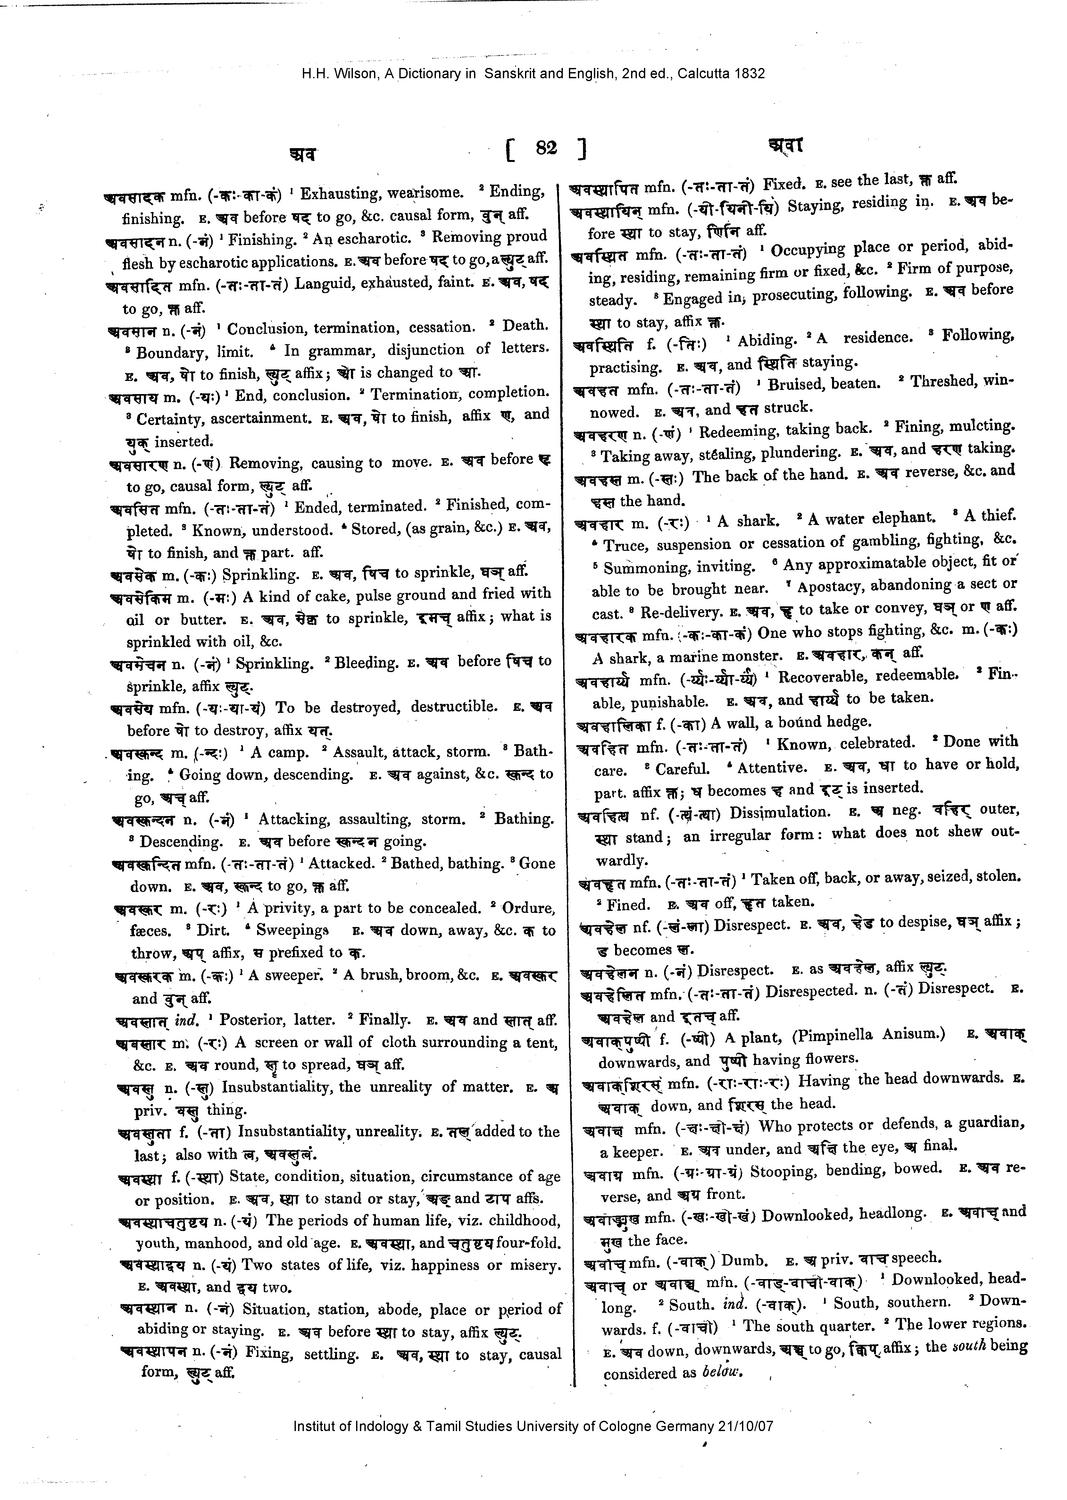 H.H. Wilson, A Dictionary in Sanskrit and English, 2nd ed., Calcutta 1832
अव [ 82 ] अवा
अवसादक mfn. (-कः-का-कं) ¹ Exhausting, wearisome. ² Ending,
finishing. E. अव before षद् to go, &c. causal form, वुन् aff.
अवसादन n. (-नं) ¹ Finishing. ² An escharotic. ³ Removing proud
flesh by escharotic applications. E. अव before षद् to go, ल्युट् aff.
अवसादित mfn. (-तः-ता-तं) Languid, exhausted, faint. E. अव, षद्
to go, क्त aff.
अवसान n. (-नं) ¹ Conclusion, termination, cessation. ² Death.
³ Boundary, limit. ⁴ In grammar, disjunction of letters.
E. अव, षो to finish, ल्युट् affix; ओ is changed to आ.
अवसाय m. (-यः) ¹ End, conclusion. ² Termination, completion.
³ Certainty, ascertainment. E. अव, षो to finish, affix ण, and
युक् inserted.
अवसारण n. (-णं) Removing, causing to move. E. अव before सृ
to go, causal form, ल्युट् aff.
अवसित mfn. (-तः-ता-तं) ¹ Ended, terminated. ² Finished, com-
pleted. ³ Known, understood. ⁴ Stored, (as grain, &c.) E. अव,
षो to finish, and क्त part. aff.
अवसेक m. (-कः) Sprinkling. E. अव, षिच to sprinkle, घञ् aff.
अवसेकिम m. (-मः) A kind of cake, pulse ground and fried with
oil or butter. E. अव, सेक to sprinkle, इमच् affix; what is
sprinkled with oil, &c.
अवसेचन n. (-नं) ¹ Sprinkling. ² Bleeding. E. अव before षिच to
sprinkle, affix ल्युट्.
अवसेय mfn. (-यः-या-यं) To be destroyed, destructible. E. अव
before षो to destroy, affix यत्.
अवस्कन्द m. (-न्दः) ¹ A camp. ² Assault, attack, storm. ³ Bath-
ing. ⁴ Going down, descending. E. अव against, &c. स्कन्द to
go, अच् aff.
अवस्कन्दन n. (-नं) ¹ Attacking, assaulting, storm. ² Bathing.
³ Descending. E. अव before स्कन्दन going.
अवस्कन्दित mfn. (-तः-ता-तं) ¹ Attacked. ² Bathed, bathing. ³ Gone
down. E. अव, स्कन्द to go, क्त aff.
अवस्कर m. (-रः) ¹ A privity, a part to be concealed. ² Ordure,
fæces. ³ Dirt. ⁴ Sweepings E. अव down, away, &c. क to
throw, अप् affix, स prefixed to क.
अवस्करक m. (-कः) ¹ A sweeper. ² A brush, broom, &c. E. अवस्कर
and वुन् aff.
अवस्तात् ind. ¹ Posterior, latter. ² Finally. E. अव and स्तात् aff.
अवस्तार m. (-रः) A screen or wall of cloth surrounding a tent,
&c. E. अव round, स्तृ to spread, घञ् aff.
अवस्तु n. (-स्तु) Insubstantiality, the unreality of matter. E. अ
priv. वस्तु thing.
अवस्तुता f. (-ता) Insubstantiality, unreality. E. तल् added to the
last; also with त्व, अवस्तुत्वं.
अवस्था f. (-स्था) State, condition, situation, circumstance of age
or position. E. अव, स्था to stand or stay, अङ् and टाप affs.
अवस्थाचतुष्टय n. (-यं) The periods of human life, viz. childhood,
youth, manhood, and old age. E. अवस्था, and चतुष्टय four-fold.
अवस्थाद्वय n. (-यं) Two states of life, viz. happiness or misery.
E. अवस्था, and द्वय two.
अवस्थान n. (-नं) Situation, station, abode, place or period of
abiding or staying. E. अव before स्था to stay, affix ल्युट्.
अवस्थापन n. (-नं) Fixing, settling. E. अव, स्था to stay, causal
form, ल्युट् aff.
अवस्थापित mfn. (-तः-ता-तं) Fixed. E. see the last, क्त aff.
अवस्थायिन् mfn. (-यी-यिनी-यि) Staying, residing in. E. अव be-
fore स्था to stay, णिनि aff.
अवस्थित mfn. (-तः-ता-तं) ¹ Occupying place or period, abid-
ing, residing, remaining firm or fixed, &c. ² Firm of purpose,
steady. ³ Engaged in, prosecuting, following. E. अव before
स्था to stay, affix क्त.
अवस्थिति f. (-तिः) ¹ Abiding. ² A residence. ³ Following,
practising. E. अव, and स्थिति staying.
अवहत mfn. (-तः-ता-तं) ¹ Bruised, beaten. ² Threshed, win-
nowed. E. अव, and हत struck.
अवहरण n. (-णं) ¹ Redeeming, taking back. ² Fining, mulcting.
³ Taking away, stealing, plundering. E. अव, and हरण taking.
अवहस्त m. (-स्तः) The back of the hand. E. अव reverse, &c. and
हस्त the hand.
अवहार m. (-रः) ¹ A shark. ² A water elephant. ³ A thief.
⁴ Truce, suspension or cessation of gambling, fighting, &c.
⁵ Summoning, inviting. ⁶ Any approximatable object, fit or
able to be brought near. ⁷ Apostacy, abandoning a sect or
cast. ⁸ Re-delivery. E. अव, हृ to take or convey, घञ् or ण aff.
अवहारक mfn. (-कः-का-कं) One who stops fighting, &c. m. (-कः)
A shark, a marine monster. E. अवहार, कन् aff.
अवहार्य्य mfn. (-र्य्यः-र्य्या-र्य्यं) ¹ Recoverable, redeemable. ² Fin-
able, punishable. E. अव, and हार्य्य to be taken.
अवहालिका f. (-का) A wall, a bound hedge.
अवहित mfn. (-तः-ता-तं) ¹ Known, celebrated. ² Done with
care. ³ Careful. ⁴ Attentive. E. अव, धा to have or hold,
part. affix क्त; ध becomes ह and इट् is inserted.
अवहित्थ nf. (-त्थं-त्था) Dissimulation. E. अ neg. वहिर् outer,
स्था stand; an irregular form: what does not shew out-
wardly.
अवहृत mfn. (-तः-ता-तं) ¹ Taken off, back, or away, seized, stolen.
² Fined. E. अव off, हृत taken.
अवहेल nf. (-लं-ला) Disrespect. E. अव, हेड to despise, घञ् affix;
ड becomes ल.
अवहेलन n. (-नं) Disrespect. E. as अवहेल, affix ल्युट्.
अवहेलित mfn. (-तः-ता-तं) Disrespected. n. (-तं) Disrespect. E.
अवहेल and इतच् aff.
अवाक्पुष्पी f. (-ष्पी) A plant, (Pimpinella Anisum.) E. अवाक्
downwards, and पुष्पी having flowers.
अवाक्शिरस् mfn. (-राः-राः-रः) Having the head downwards. E.
अवाक् down, and शिरस् the head.
अवाक्ष mfn. (-क्षः-क्षी-क्षं) Who protects or defends, a guardian,
a keeper. E. अव under, and अक्षि the eye, अ final.
अवाग्र mfn. (-ग्रः-ग्रा-ग्रं) Stooping, bending, bowed. E. अव re-
verse, and अग्र front.
अवाङ्मुख mfn. (-खः-खी-खं) Downlooked, headlong. E. अवाच् and
मुख the face.
अवाच् mfn. (-वाक्) Dumb. E. अ priv. वाच speech.
अवाच् or अवाञ्च् mfn. (-वाङ्-वाची-वाक्) ¹ Downlooked, head-
long. ² South. ind. (-वाक्). ¹ South, southern. ² Down-
wards. f. (-वाची) ¹ The south quarter. ² The lower regions.
E. अव down, downwards, अञ्च् to go, क्विप् affix; the south being
considered as below.
Institut of Indology & Tamil Studies University of Cologne Germany 21/10/07